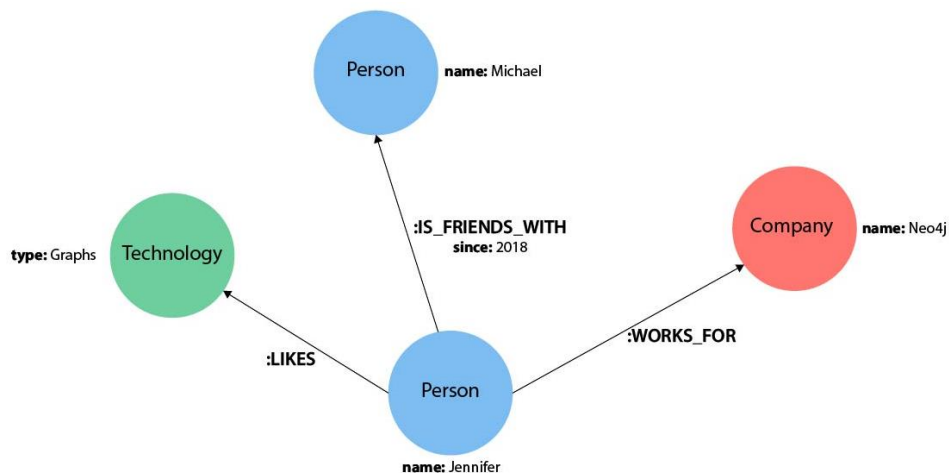 Person
name: Michael
:IS_FRIENDS_WITH
since: 2018
Technology
type: Graphs
Company
name: Neo4j
:LIKES
:WORKS_FOR
Person
name: Jennifer